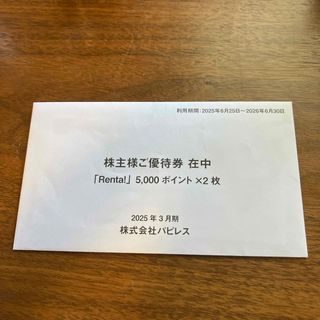 利用期間：2025年6月25日～2026年6月30日
株主様ご優待券 在中
「Renta!」 5,000 ポイント ×2 枚
2025 年 3 月期
株式会社パピレス